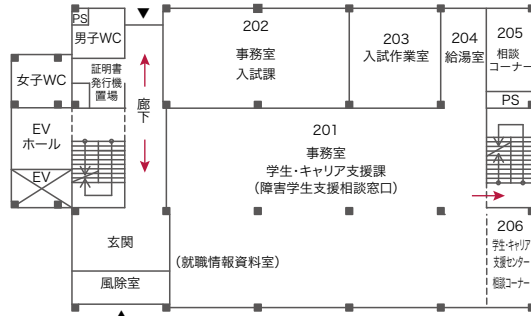 PS
男子WC
女子WC
証明書
発行機
置場
EV
ホール
EV
廊下
玄関
風除室
202
事務室
入試課
203
入試作業室
204
給湯室
205
相談
コーナー
PS
201
事務室
学生・キャリア支援課
(障害学生支援相談窓口)
(就職情報資料室)
206
学生・キャリア
支援センター
相談コーナー